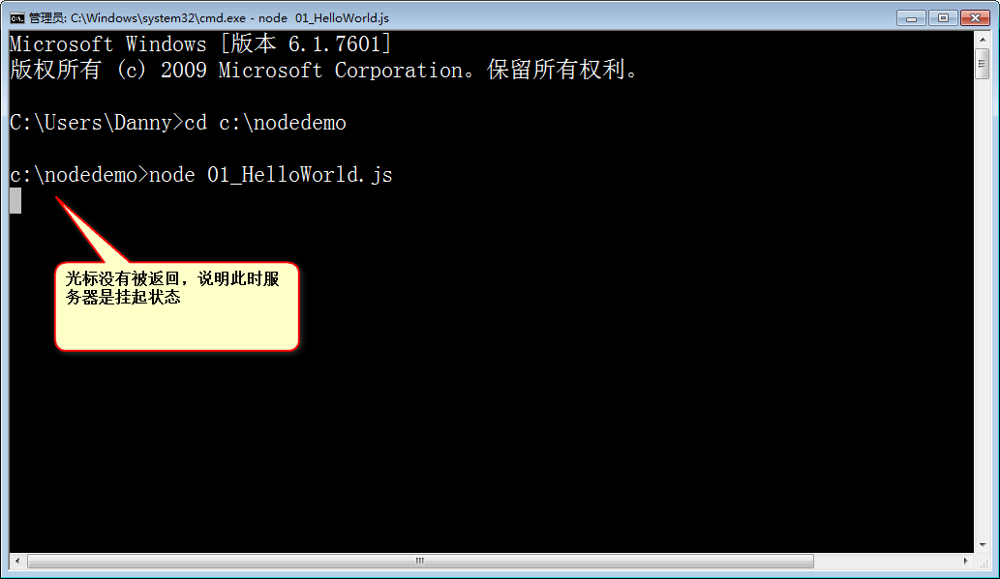 管理员: C:\Windows\system32\cmd.exe - node  01_HelloWorld.js
Microsoft Windows [版本 6.1.7601]
版权所有 (c) 2009 Microsoft Corporation。保留所有权利。
C:\Users\Danny>cd c:\nodedemo
c:\nodedemo>node 01_HelloWorld.js
光标没有被返回，说明此时服
务器是挂起状态